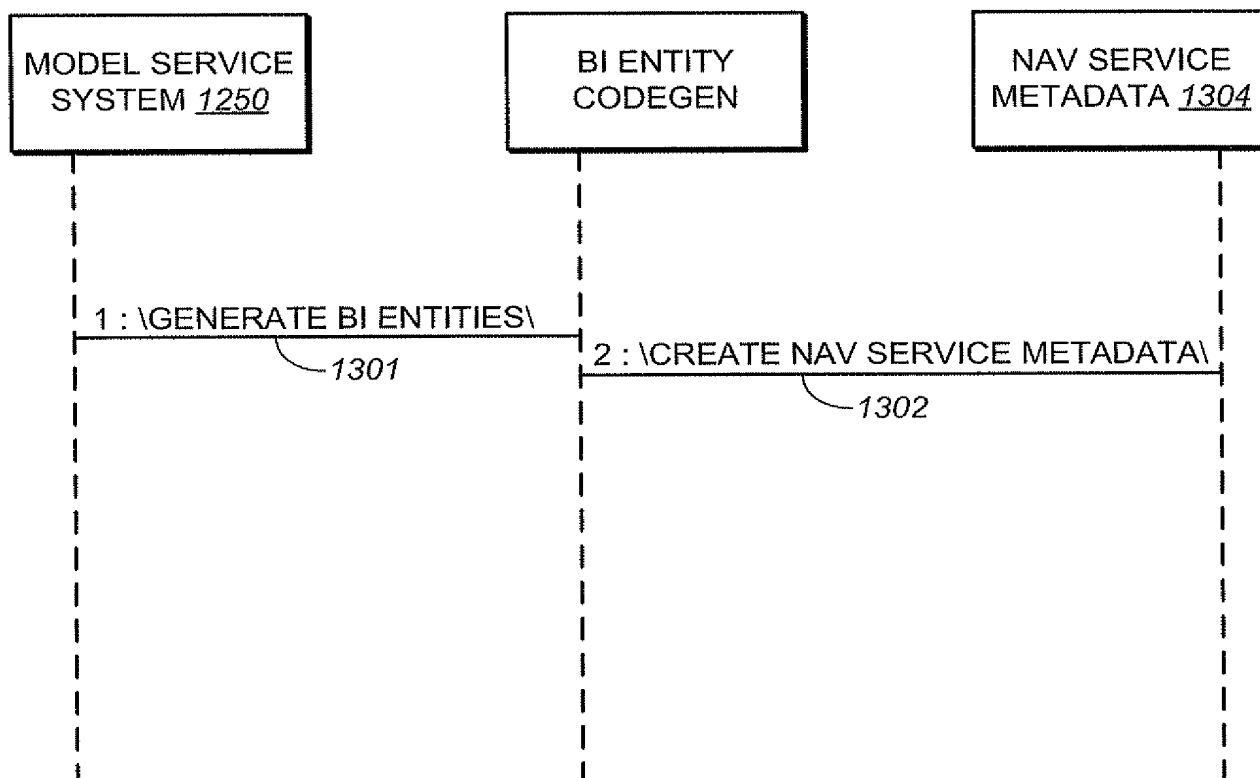 MODEL SERVICE
SYSTEM 1250
BI ENTITY
CODEGEN
NAV SERVICE
METADATA 1304
1 : \GENERATE BI ENTITIES\
1301
2 : \CREATE NAV SERVICE METADATA\
1302